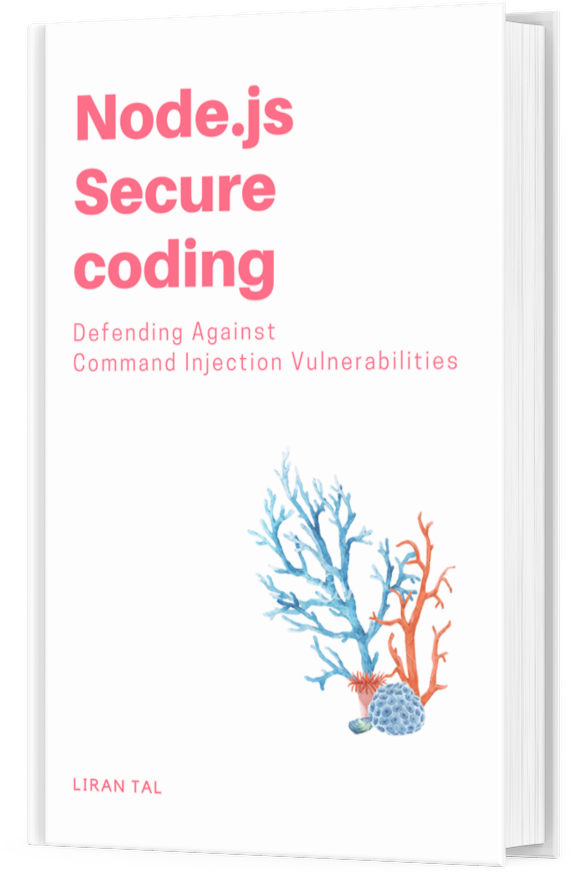 Node.js
Secure
coding
Defending Against
Command Injection Vulnerabilities
LIRAN TAL